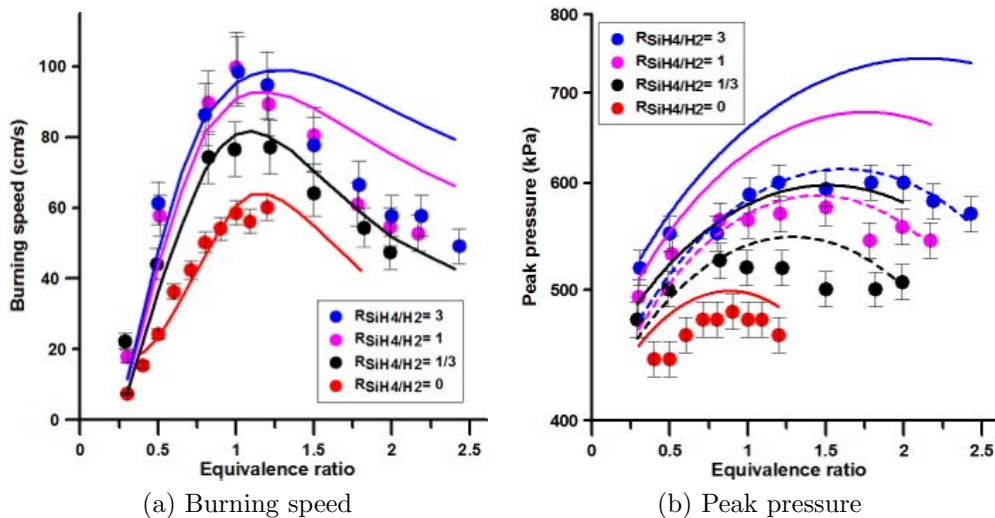 Burning speed (cm/s)
100
80
60
40
20
0
0
0.5
1
1.5
2
2.5
Equivalence ratio
RSiH4/H2= 3
RSiH4/H2= 1
RSiH4/H2= 1/3
RSiH4/H2= 0
(a) Burning speed
Peak pressure (kPa)
800
700
600
500
400
0
0.5
1
1.5
2
2.5
Equivalence ratio
RSiH4/H2= 3
RSiH4/H2= 1
RSiH4/H2= 1/3
RSiH4/H2= 0
(b) Peak pressure